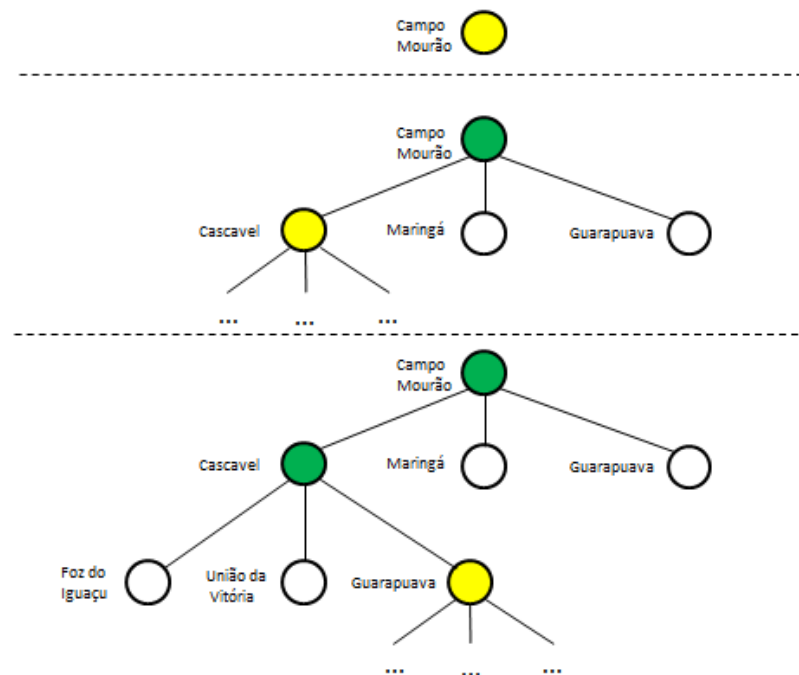 Campo
Mourão
Campo
Mourão
Cascavel
Maringá
Guarapuava
... ... ...
Campo
Mourão
Cascavel
Maringá
Guarapuava
Foz do
Iguaçu
União da
Vitória
Guarapuava
... ... ...